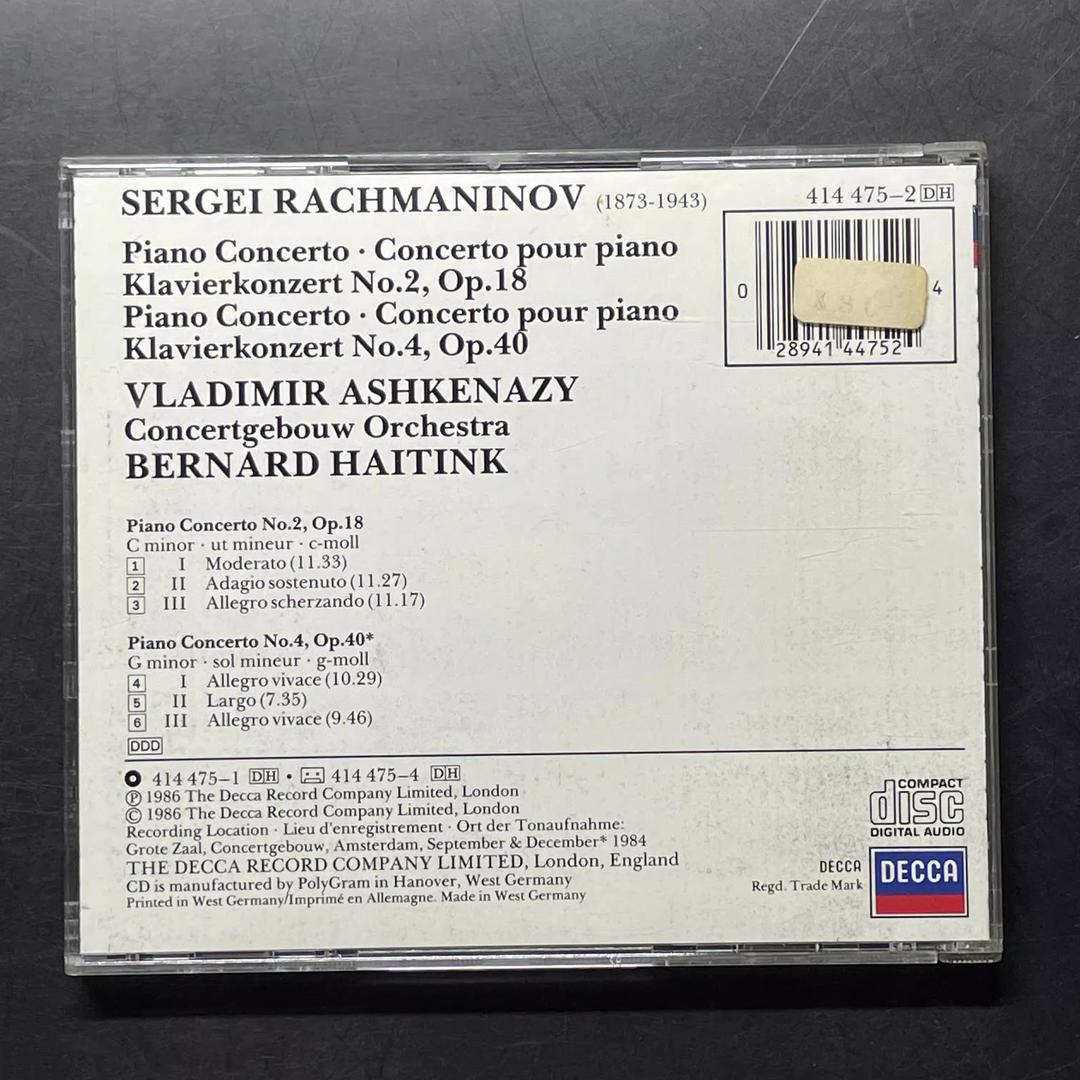 SERGEI RACHMANINOV (1873-1943)
414 475–2 DH
Piano Concerto · Concerto pour piano
Klavierkonzert No.2, Op.18
Piano Concerto · Concerto pour piano
Klavierkonzert No.4, Op.40
0 28941 44752 4
VLADIMIR ASHKENAZY
Concertgebouw Orchestra
BERNARD HAITINK
Piano Concerto No.2, Op.18
C minor · ut mineur · c-moll
1 I Moderato (11.33)
2 II Adagio sostenuto (11.27)
3 III Allegro scherzando (11.17)
Piano Concerto No.4, Op.40*
G minor · sol mineur · g-moll
4 I Allegro vivace (10.29)
5 II Largo (7.35)
6 III Allegro vivace (9.46)
DDD
414 475–1 DH • 414 475–4 DH
Ⓟ 1986 The Decca Record Company Limited, London
© 1986 The Decca Record Company Limited, London
Recording Location · Lieu d'enregistrement · Ort der Tonaufnahme:
Grote Zaal, Concertgebouw, Amsterdam, September & December* 1984
THE DECCA RECORD COMPANY LIMITED, London, England
CD is manufactured by PolyGram in Hanover, West Germany
Printed in West Germany/Imprimé en Allemagne. Made in West Germany
COMPACT
disc
DIGITAL AUDIO
DECCA
Regd. Trade Mark
DECCA